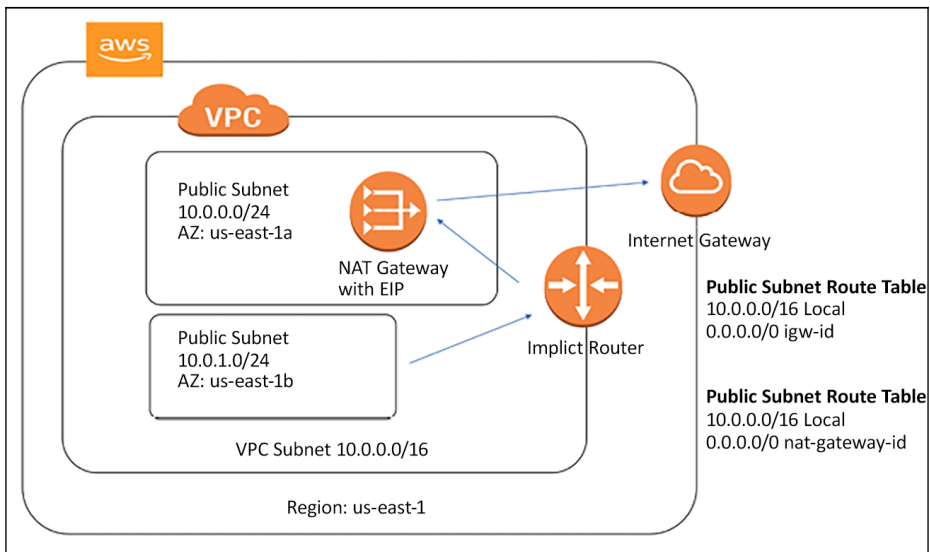 aws
VPC
Public Subnet
10.0.0.0/24
AZ: us-east-1a
NAT Gateway
with EIP
Internet Gateway
Public Subnet
10.0.1.0/24
AZ: us-east-1b
Implict Router
VPC Subnet 10.0.0.0/16
Region: us-east-1
Public Subnet Route Table
10.0.0.0/16 Local
0.0.0.0/0 igw-id
Public Subnet Route Table
10.0.0.0/16 Local
0.0.0.0/0 nat-gateway-id